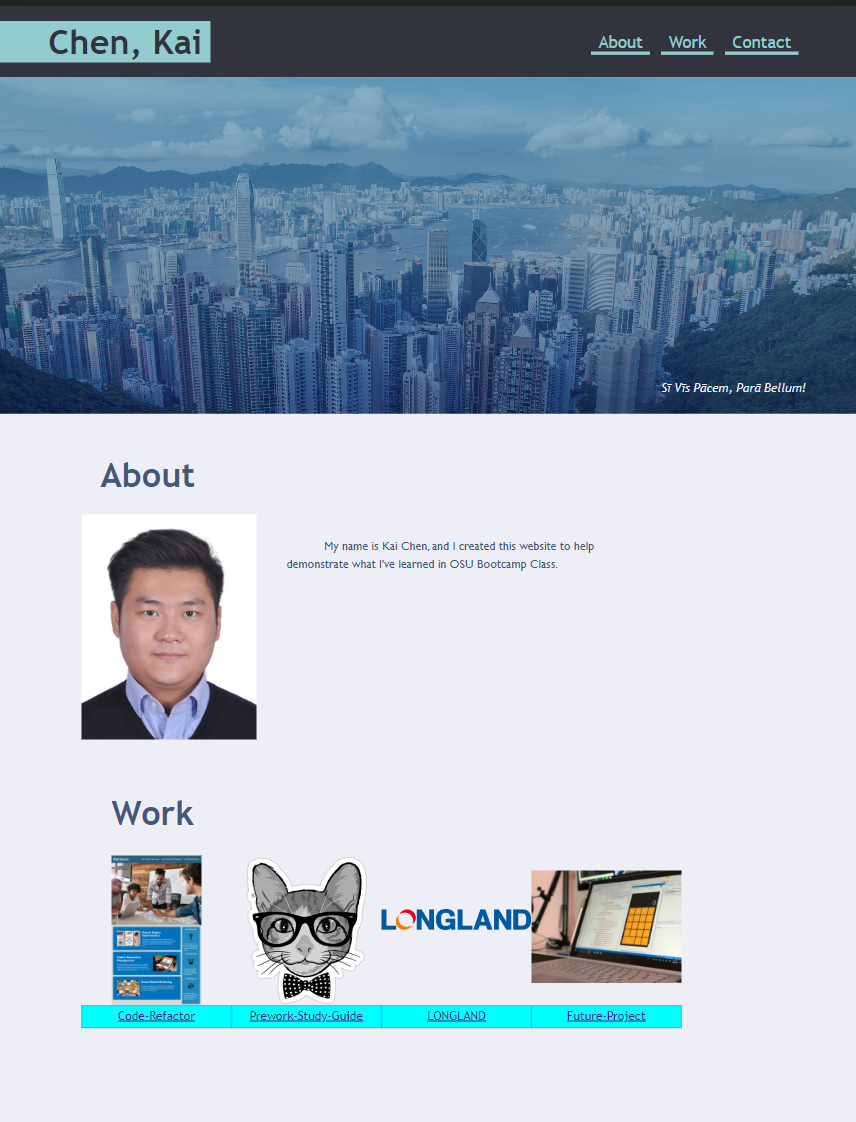 Chen, Kai
About
Work
Contact
Sī Vīs Pācem, Parā Bellum!
About
My name is Kai Chen, and I created this website to help
demonstrate what I've learned in OSU Bootcamp Class.
Work
LONGLAND
Code-Refactor
Prework-Study-Guide
LONGLAND
Future-Project